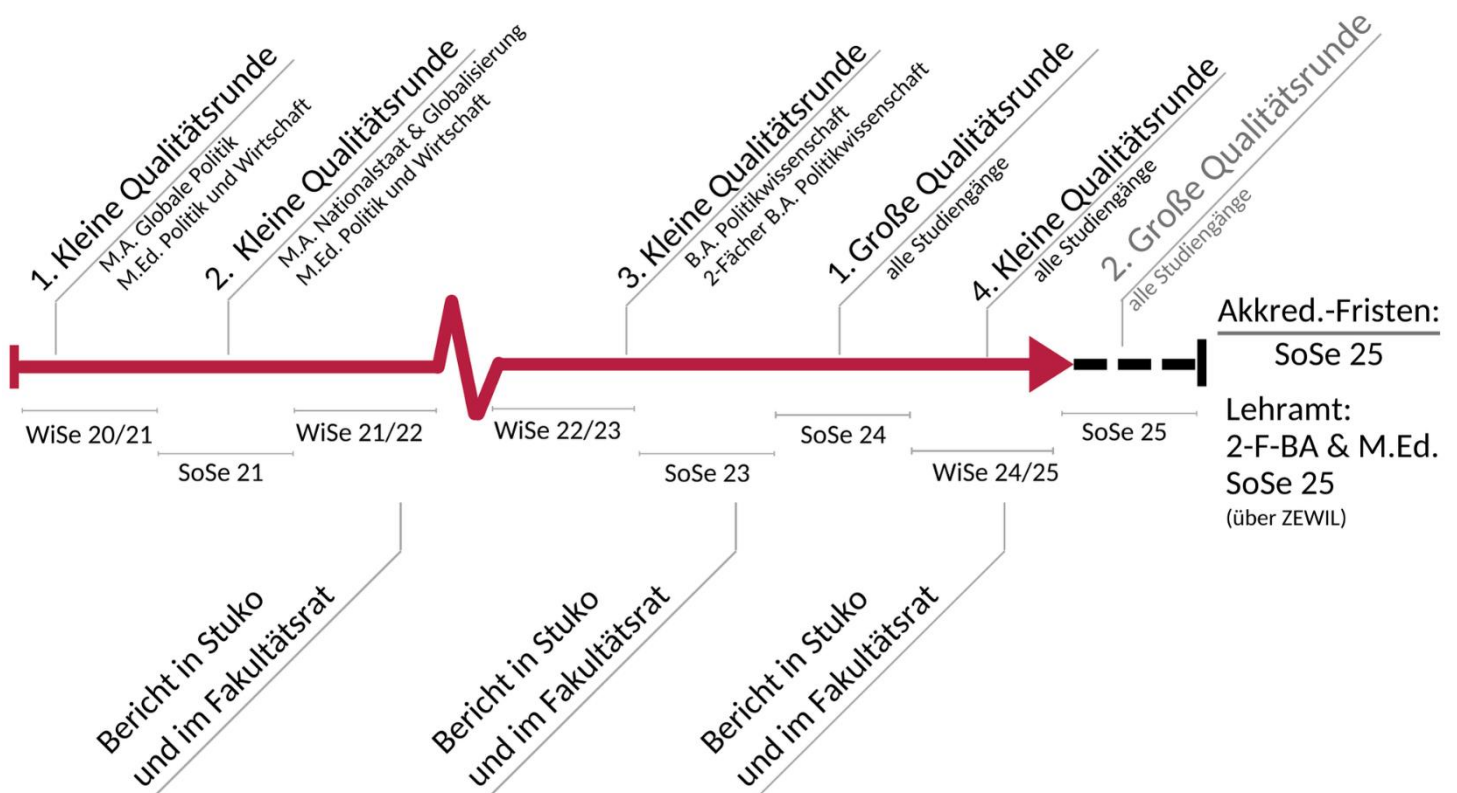 1. Kleine Qualitätsrunde
M.A. Globale Politik
M.Ed. Politik und Wirtschaft
2. Kleine Qualitätsrunde
M.A. Nationalstaat & Globalisierung
M.Ed. Politik und Wirtschaft
3. Kleine Qualitätsrunde
B.A. Politikwissenschaft
2-Fächer B.A. Politikwissenschaft
1. Große Qualitätsrunde
alle Studiengänge
4. Kleine Qualitätsrunde
alle Studiengänge
2. Große Qualitätsrunde
alle Studiengänge
Akkred.-Fristen:
SoSe 25
Lehramt:
2-F-BA & M.Ed.
SoSe 25
(über ZEWIL)
WiSe 20/21
SoSe 21
WiSe 21/22
WiSe 22/23
SoSe 23
SoSe 24
WiSe 24/25
SoSe 25
Bericht in Stuko
und im Fakultätsrat
Bericht in Stuko
und im Fakultätsrat
Bericht in Stuko
und im Fakultätsrat